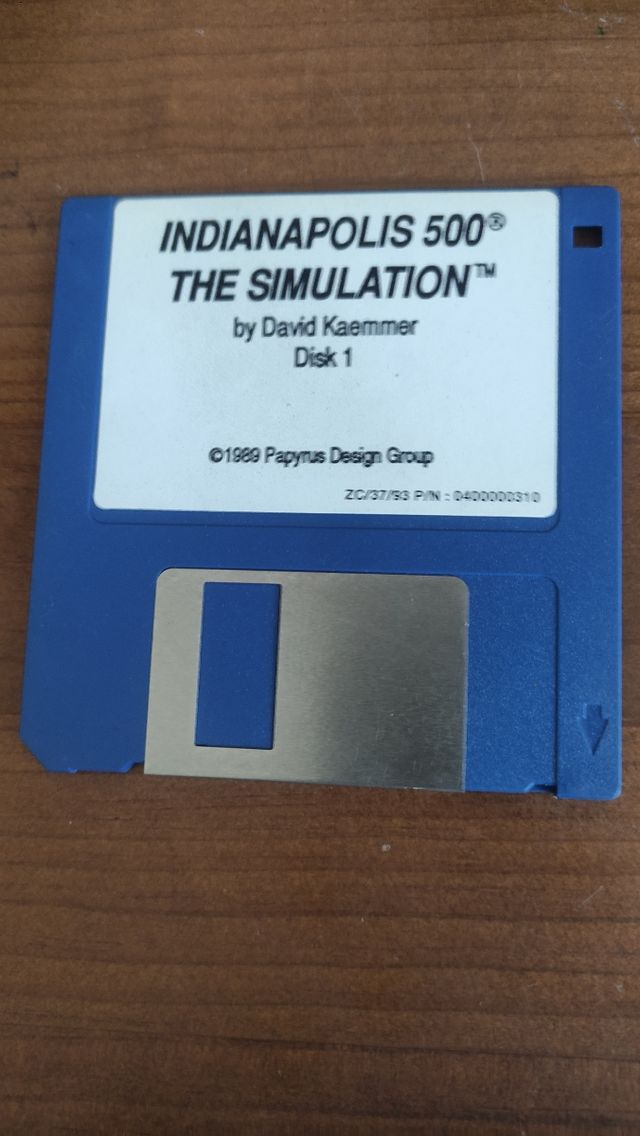 INDIANAPOLIS 500®
THE SIMULATION™
by David Kaemmer
Disk 1
©1989 Papyrus Design Group
ZC/37/93 P/N : 0400000310